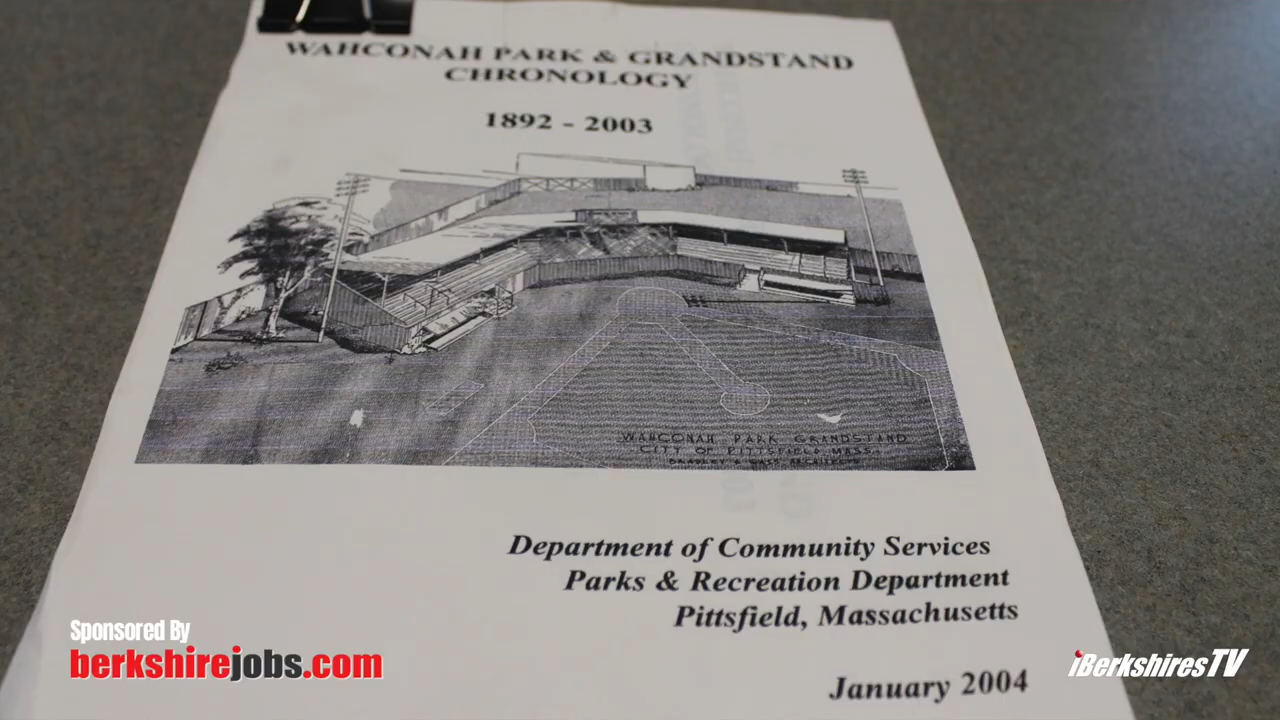 WAHCONAH PARK & GRANDSTAND
CHRONOLOGY
1892 - 2003
WAHCONAH PARK GRANDSTAND
CITY OF PITTSFIELD MASS.
ARCHITECTS
Department of Community Services
Parks & Recreation Department
Pittsfield, Massachusetts
January 2004
Sponsored By
berkshirejobs.com
iBerkshiresTV